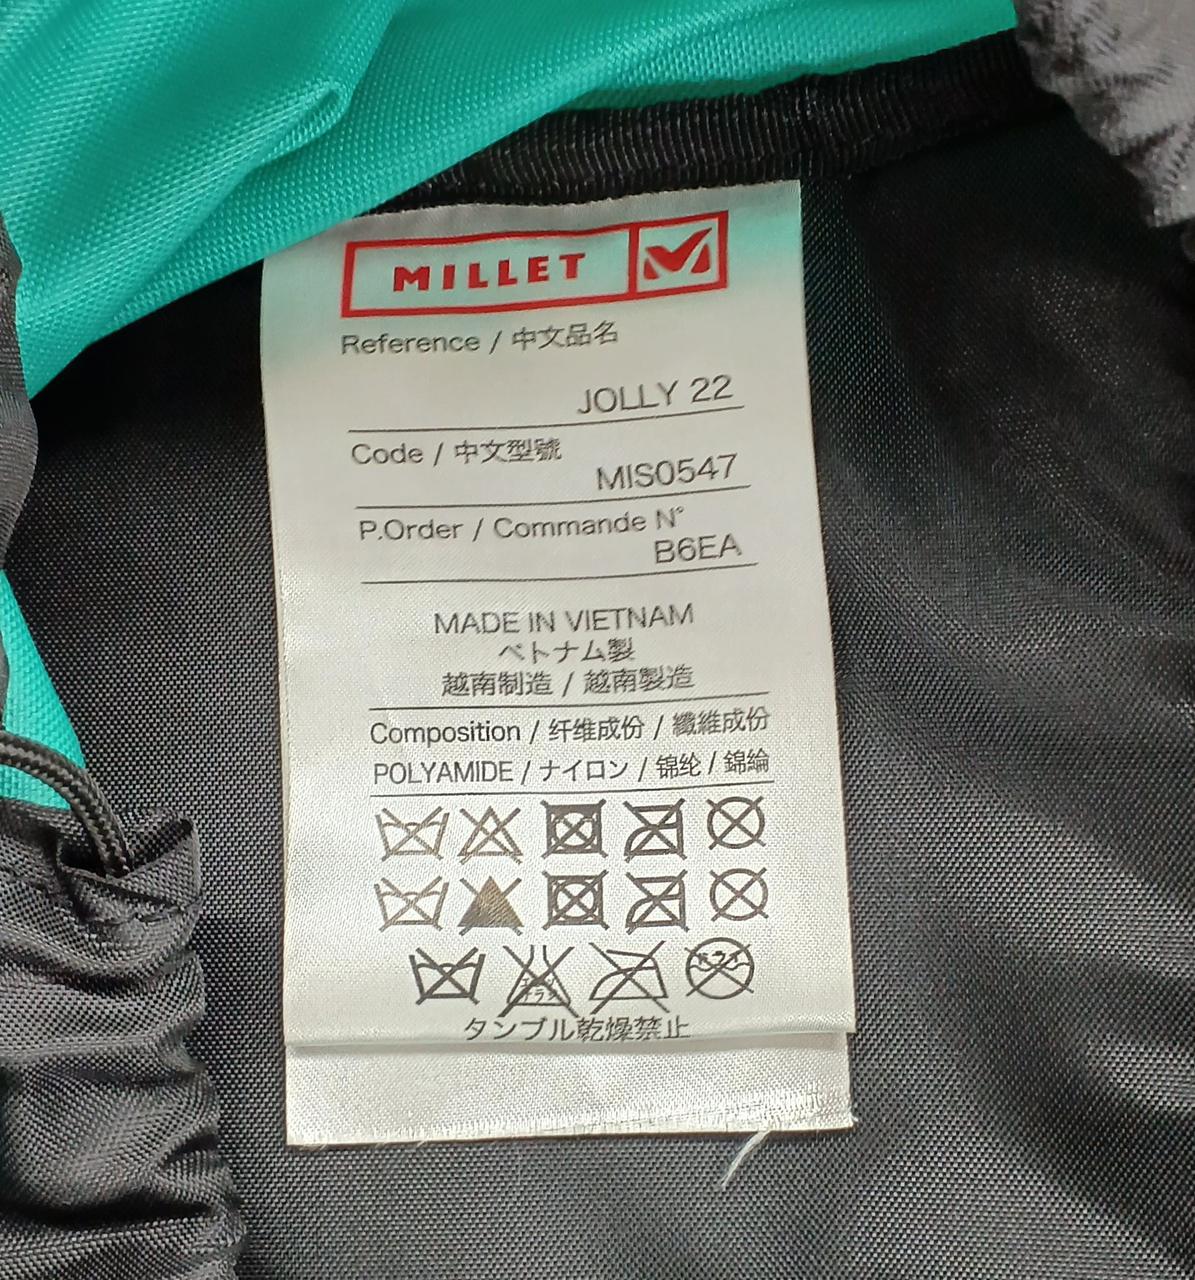 MILLET
Reference / 中文品名
JOLLY 22
Code / 中文型號
MIS0547
P.Order / Commande N°
B6EA
MADE IN VIETNAM
ベトナム製
越南制造 / 越南製造
Composition / 纤维成份 / 纖維成份
POLYAMIDE / ナイロン / 锦纶 / 錦綸
ドライ
タンブル乾燥禁止